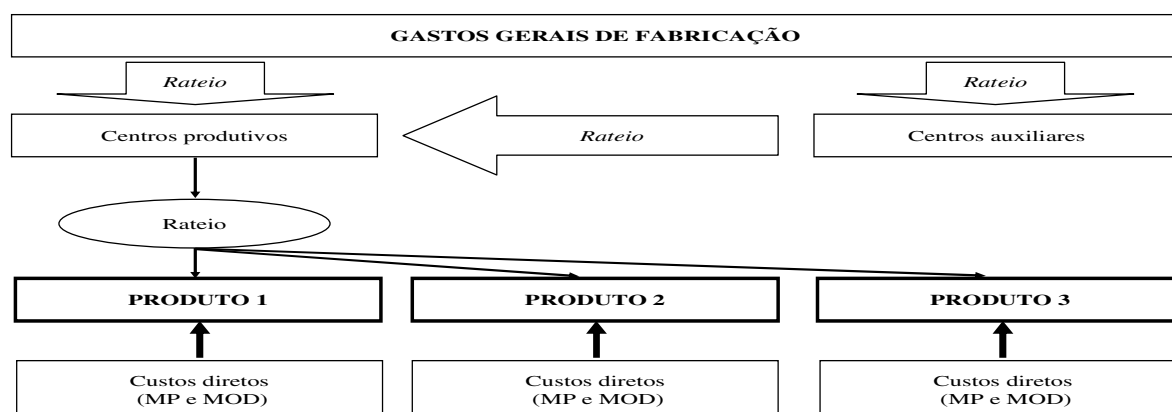 GASTOS GERAIS DE FABRICAÇÃO
Rateio
Rateio
Centros produtivos
Rateio
Centros auxiliares
Rateio
PRODUTO 1
PRODUTO 2
PRODUTO 3
Custos diretos
(MP e MOD)
Custos diretos
(MP e MOD)
Custos diretos
(MP e MOD)